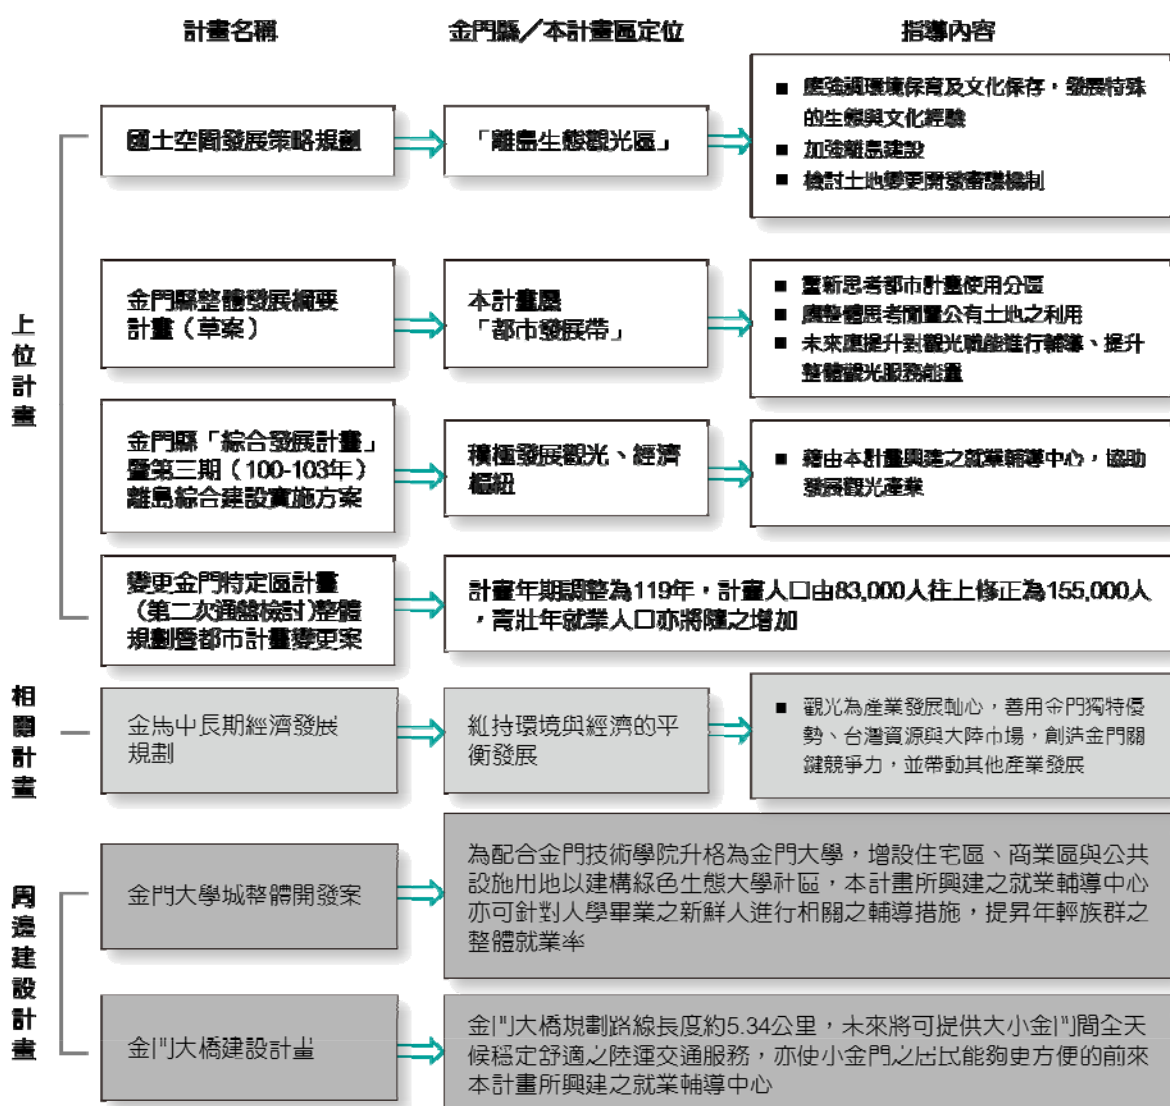 計畫名稱
金門縣／本計畫區定位
指導內容
上位計畫
國土空間發展策略規劃
「離島生態觀光區」
■ 應強調環境保育及文化保存，發展特殊
的生態與文化經驗
■ 加強離島建設
■ 檢討土地變更開發審議機制
金門縣整體發展綱要
計畫（草案）
本計畫屬
「都市發展帶」
■ 重新思考都市計畫使用分區
■ 應整體思考閒置公有土地之利用
■ 未來應提升對觀光職能進行輔導、提升
整體觀光服務能量
金門縣「綜合發展計畫」
暨第三期（100-103年）
離島綜合建設實施方案
積極發展觀光、經濟
樞紐
■ 藉由本計畫興建之就業輔導中心，協助
發展觀光產業
變更金門特定區計畫
(第二次通盤檢討)整體
規劃暨都市計畫變更案
計畫年期調整為119年，計畫人口由83,000人往上修正為155,000人
，青壯年就業人口亦將隨之增加
相關計畫
金馬中長期經濟發展
規劃
維持環境與經濟的平
衡發展
■ 觀光為產業發展軸心，善用金門獨特優
勢、台灣資源與大陸市場，創造金門關
鍵競爭力，並帶動其他產業發展
周邊建設計畫
金門大學城整體開發案
為配合金門技術學院升格為金門大學，增設住宅區、商業區與公共
設施用地以建構綠色生態大學社區，本計畫所興建之就業輔導中心
亦可針對大學畢業之新鮮人進行相關之輔導措施，提昇年輕族群之
整體就業率
金門大橋建設計畫
金門大橋規劃路線長度約5.34公里，未來將可提供大小金門間全天
候穩定舒適之陸運交通服務，亦使小金門之居民能夠更方便的前來
本計畫所興建之就業輔導中心